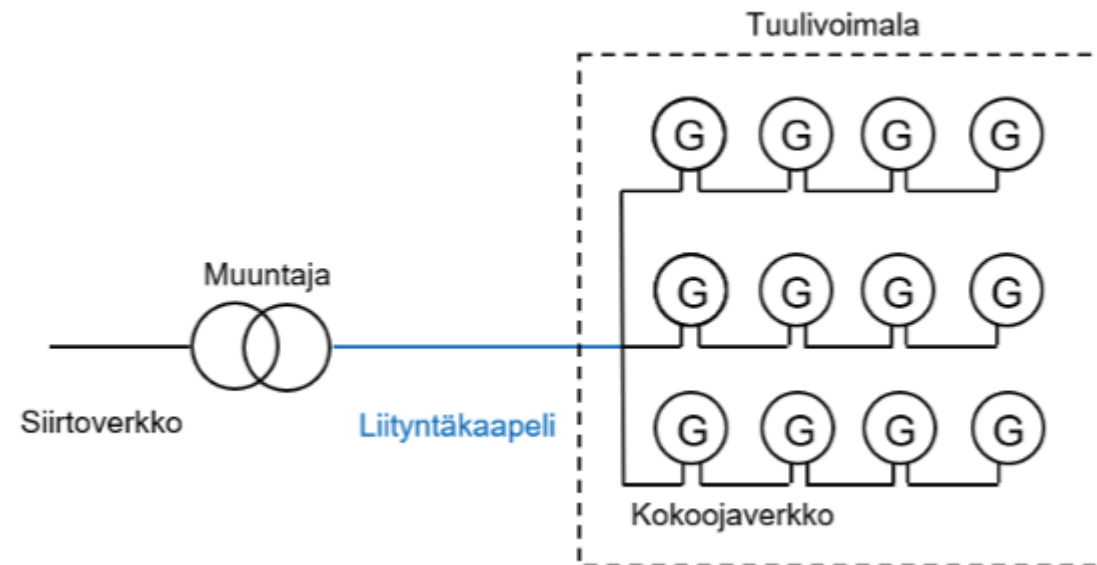 Tuulivoimala
G G G G
Muuntaja
G G G G
Siirtoverkko
Liityntäkaapeli
G G G G
Kokoojaverkko